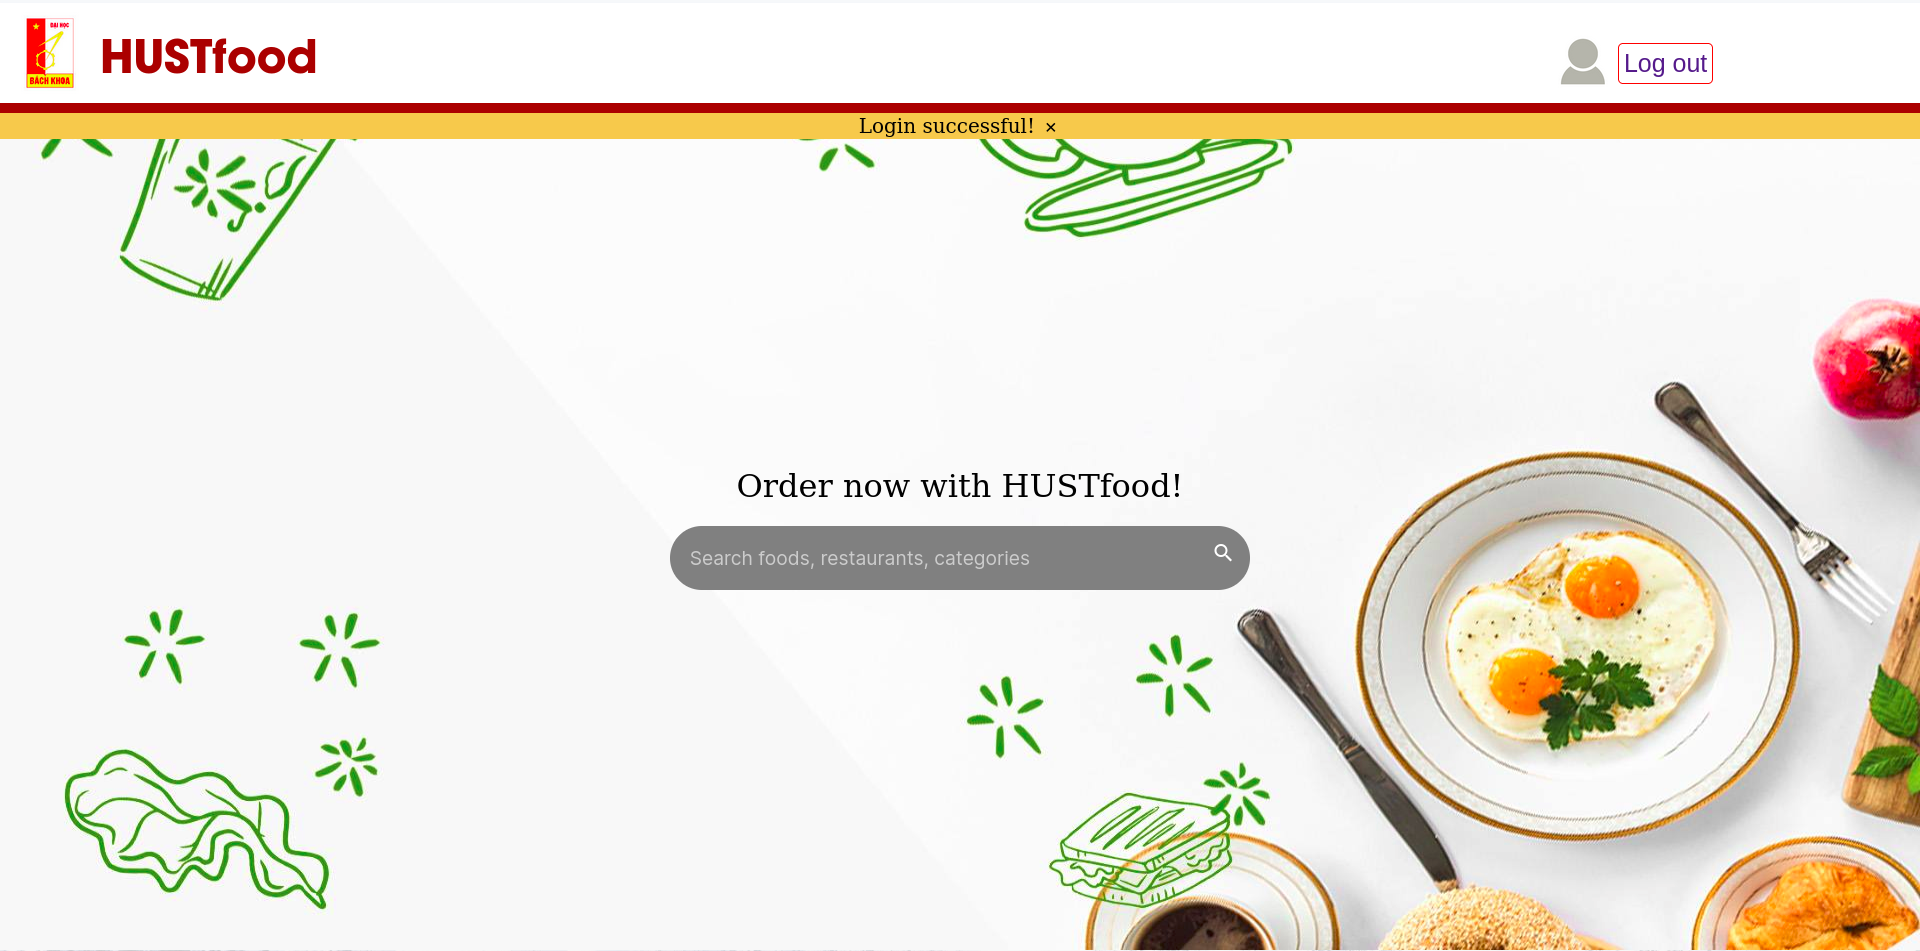 ĐẠI HỌC
BÁCH KHOA
HUSTfood
Log out
Login successful! ×
Order now with HUSTfood!
Search foods, restaurants, categories